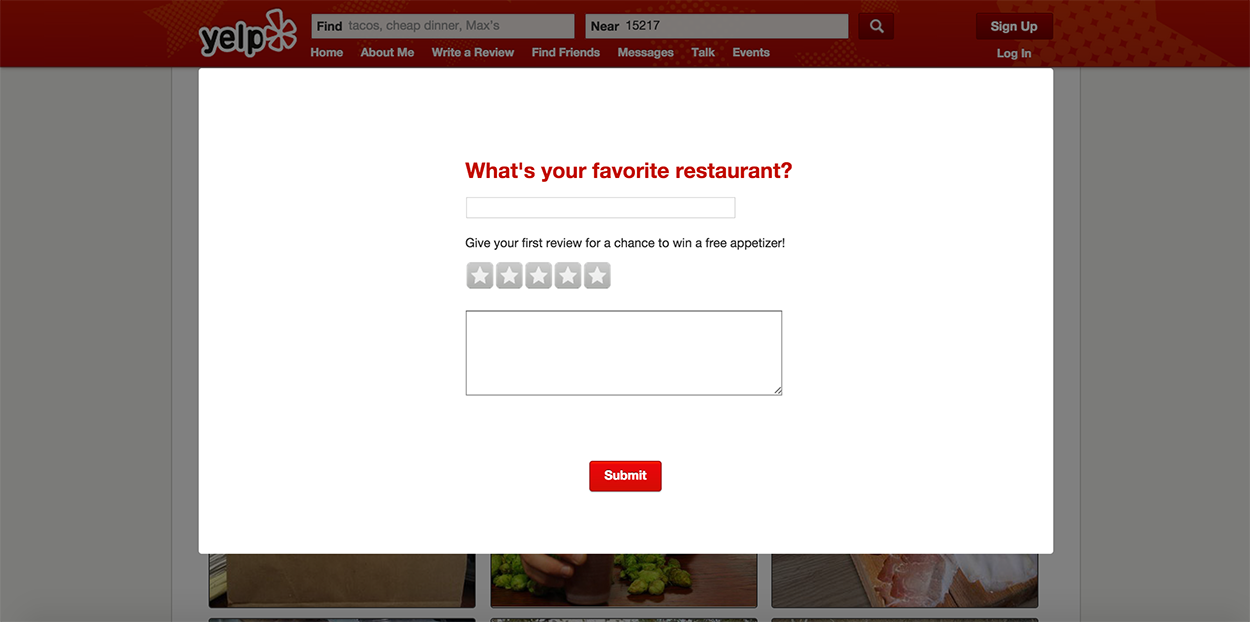 yelp
Find tacos, cheap dinner, Max's
Near 15217
Sign Up
Home About Me Write a Review Find Friends Messages Talk Events
Log In
What's your favorite restaurant?
Give your first review for a chance to win a free appetizer!
Submit